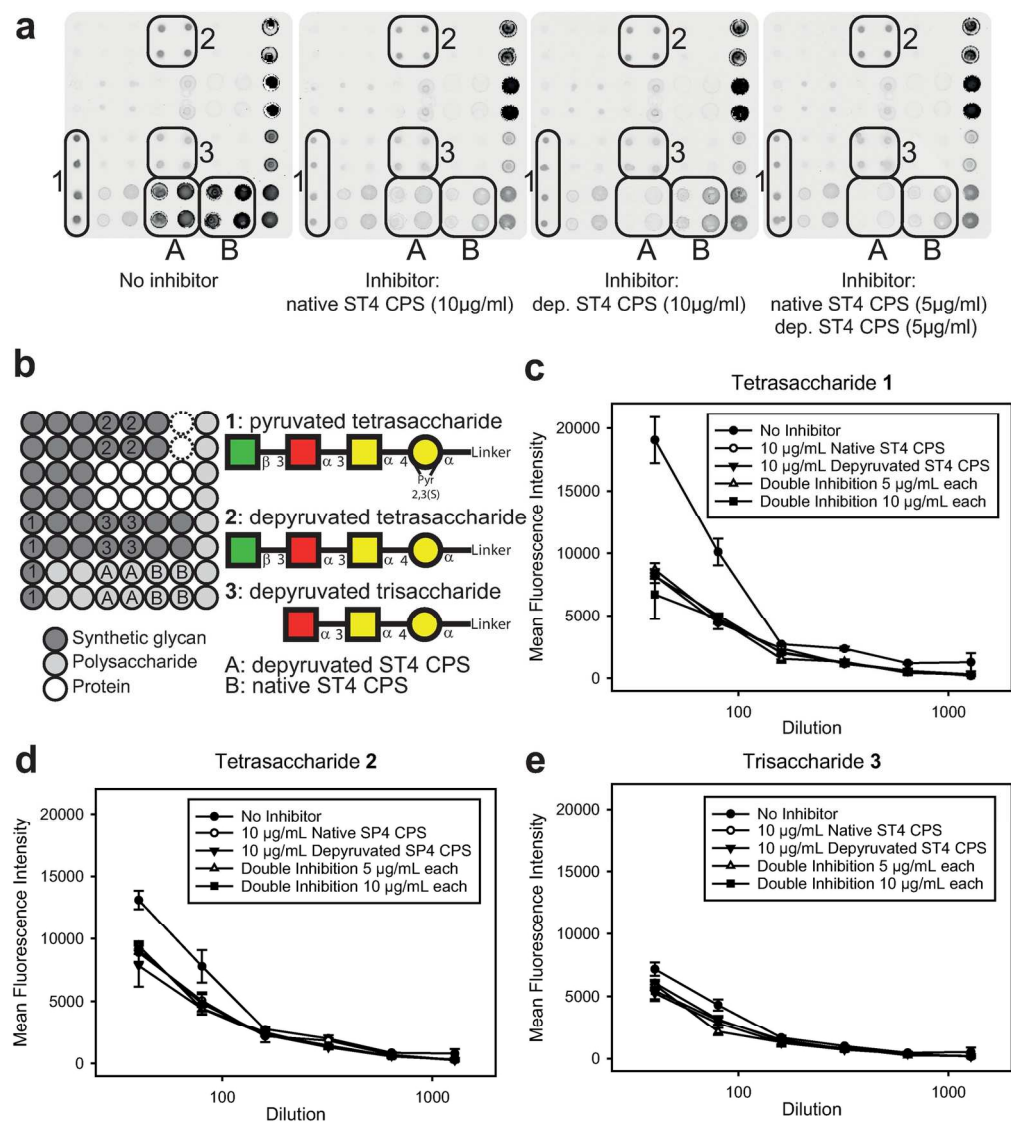 a
2
2
2
2
3
3
3
3
1
1
1
1
A B
A B
A B
A B
No inhibitor
Inhibitor:
native ST4 CPS (10µg/ml)
Inhibitor:
dep. ST4 CPS (10µg/ml)
Inhibitor:
native ST4 CPS (5µg/ml)
dep. ST4 CPS (5µg/ml)
b
2 2
2 2
1 3 3
1 3 3
1 A A B B
1 A A B B
Synthetic glycan
Polysaccharide
Protein
1: pyruvated tetrasaccharide
β 3 α 3 α 4 α Linker
Pyr
2,3(S)
2: depyruvated tetrasaccharide
β 3 α 3 α 4 α Linker
3: depyruvated trisaccharide
α 3 α 4 α Linker
A: depyruvated ST4 CPS
B: native ST4 CPS
c
Tetrasaccharide 1
Mean Fluorescence Intensity
20000
15000
10000
5000
0
No Inhibitor
10 µg/mL Native ST4 CPS
10 µg/mL Depyruvated ST4 CPS
Double Inhibition 5 µg/mL each
Double Inhibition 10 µg/mL each
100 1000
Dilution
d
Tetrasaccharide 2
Mean Fluorescence Intensity
20000
15000
10000
5000
0
No Inhibitor
10 µg/mL Native SP4 CPS
10 µg/mL Depyruvated SP4 CPS
Double Inhibition 5 µg/mL each
Double Inhibition 10 µg/mL each
100 1000
Dilution
e
Trisaccharide 3
Mean Fluorescence Intensity
20000
15000
10000
5000
0
No Inhibitor
10 µg/mL Native ST4 CPS
10 µg/mL Depyruvated ST4 CPS
Double Inhibition 5 µg/mL each
Double Inhibition 10 µg/mL each
100 1000
Dilution